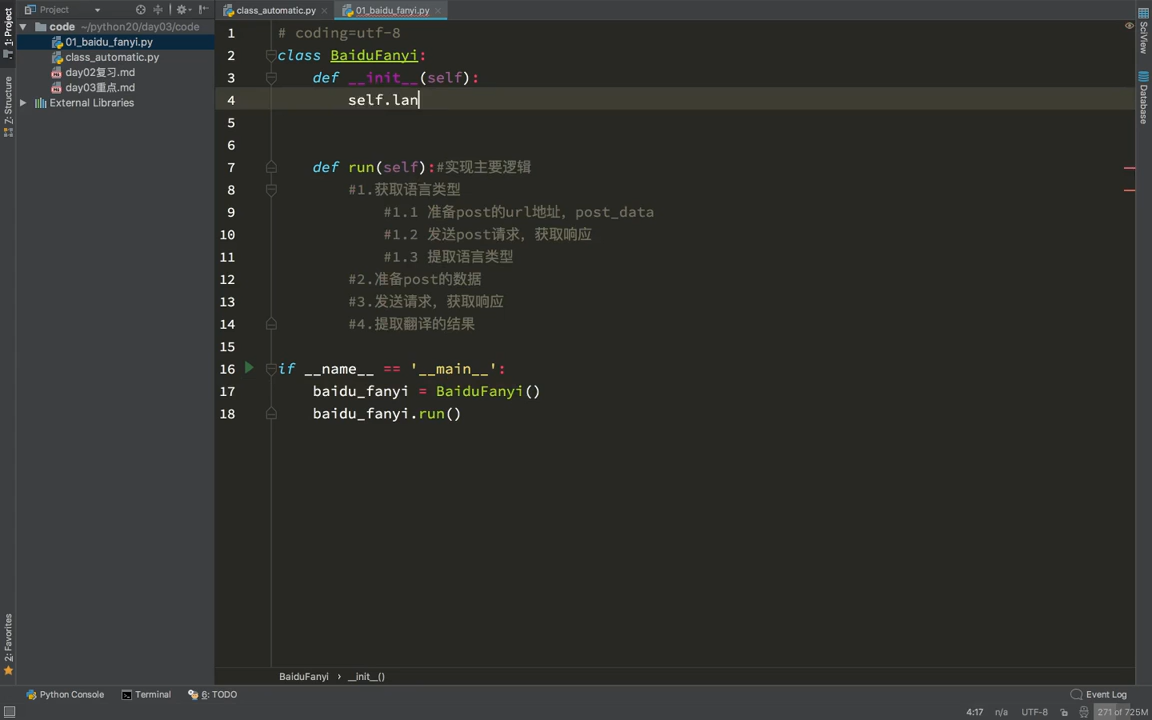 1: Project
Project
class_automatic.py
01_baidu_fanyi.py
code ~/python20/day03/code
01_baidu_fanyi.py
class_automatic.py
day02复习.md
day03重点.md
External Libraries
Z: Structure
2: Favorites
SciView
Database
1 # coding=utf-8
2 class BaiduFanyi:
3 def __init__(self):
4 self.lan
5
6
7 def run(self):#实现主要逻辑
8 #1.获取语言类型
9 #1.1 准备post的url地址，post_data
10 #1.2 发送post请求，获取响应
11 #1.3 提取语言类型
12 #2.准备post的数据
13 #3.发送请求，获取响应
14 #4.提取翻译的结果
15
16 if __name__ == '__main__':
17 baidu_fanyi = BaiduFanyi()
18 baidu_fanyi.run()
BaiduFanyi › __init__()
Python Console Terminal 6: TODO Event Log
4:17 n/a UTF-8 271 of 725M